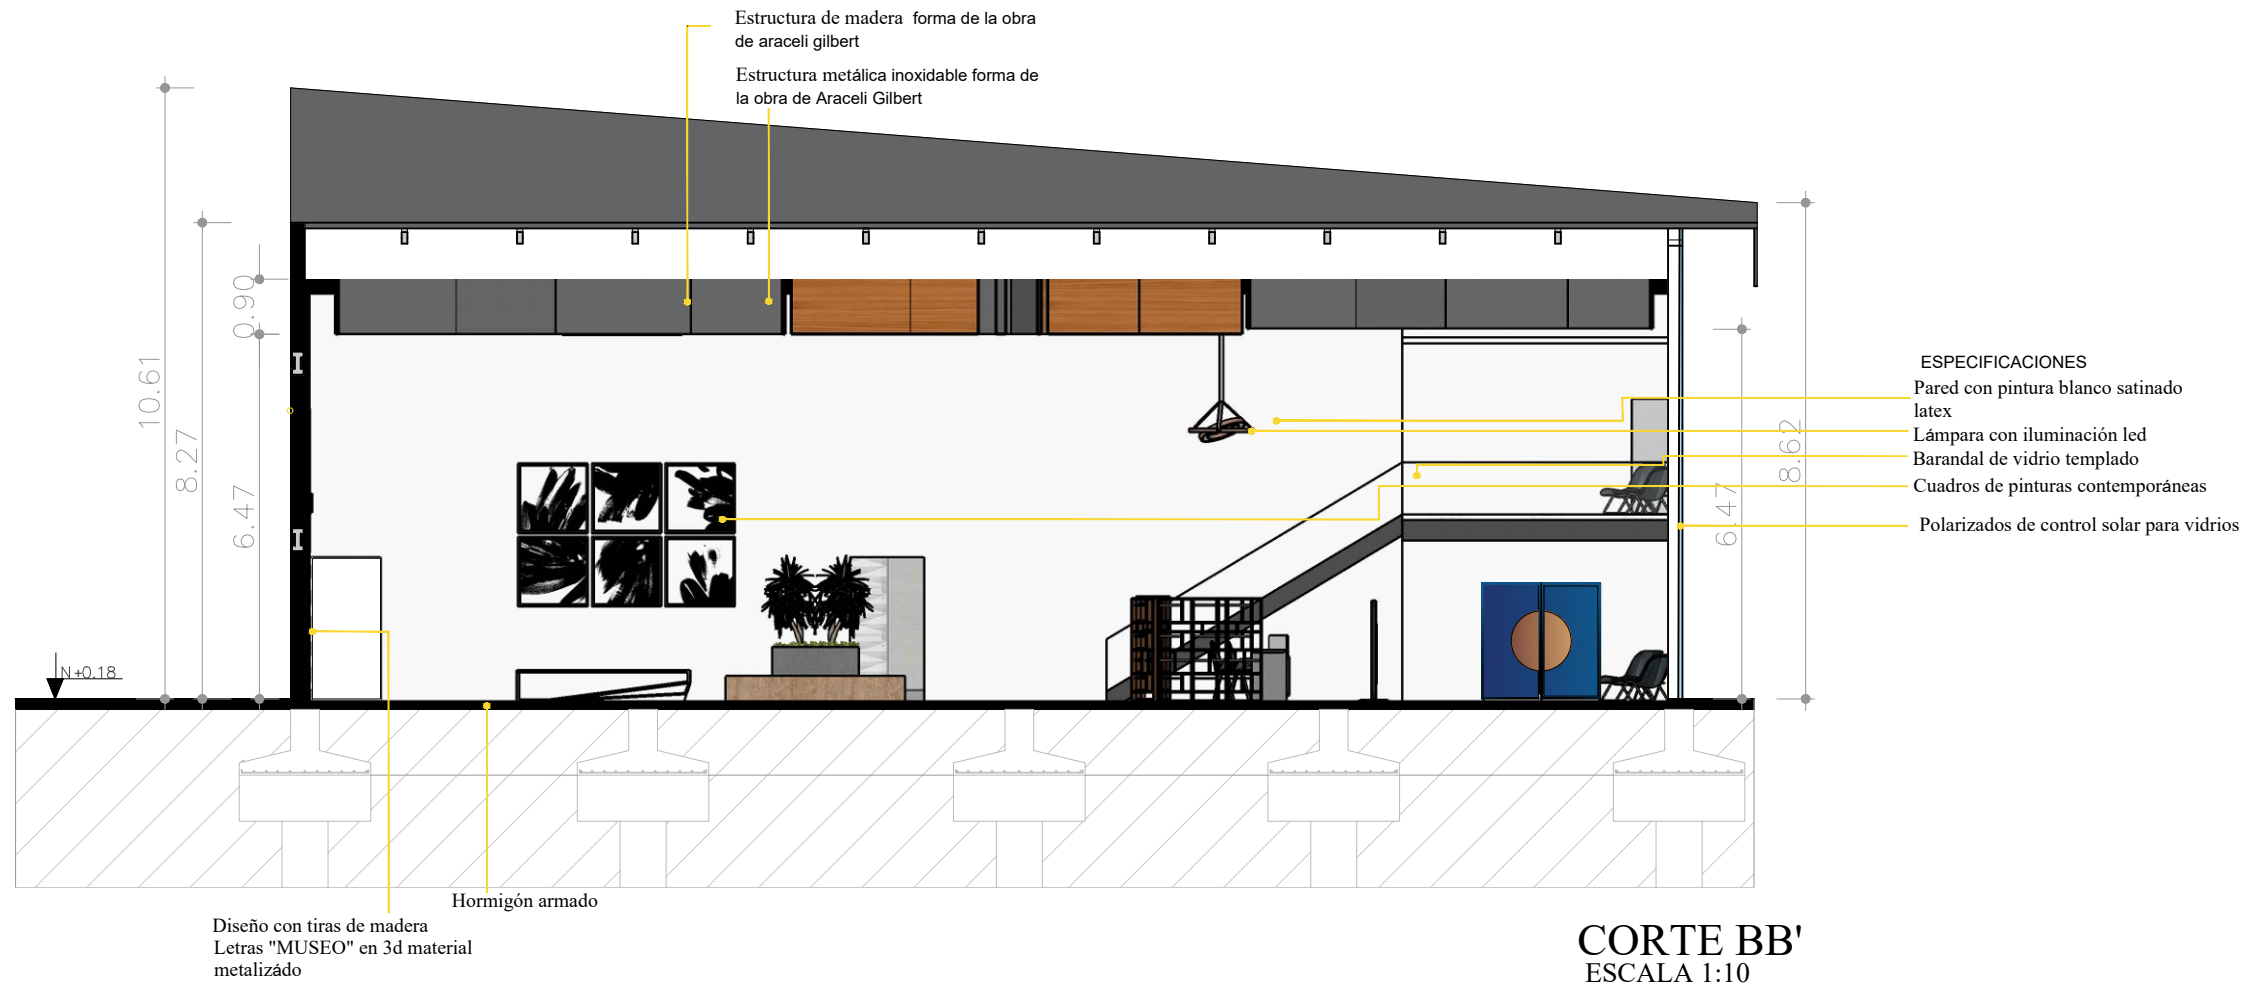 Estructura de madera forma de la obra
de araceli gilbert
Estructura metálica inoxidable forma de
la obra de Araceli Gilbert
10.61
8.27
0.90
6.47
N+0.18
8.62
6.47
ESPECIFICACIONES
Pared con pintura blanco satinado
latex
Lámpara con iluminación led
Barandal de vidrio templado
Cuadros de pinturas contemporáneas
Polarizados de control solar para vidrios
Hormigón armado
Diseño con tiras de madera
Letras "MUSEO" en 3d material
metalizádo
CORTE BB'
ESCALA 1:10